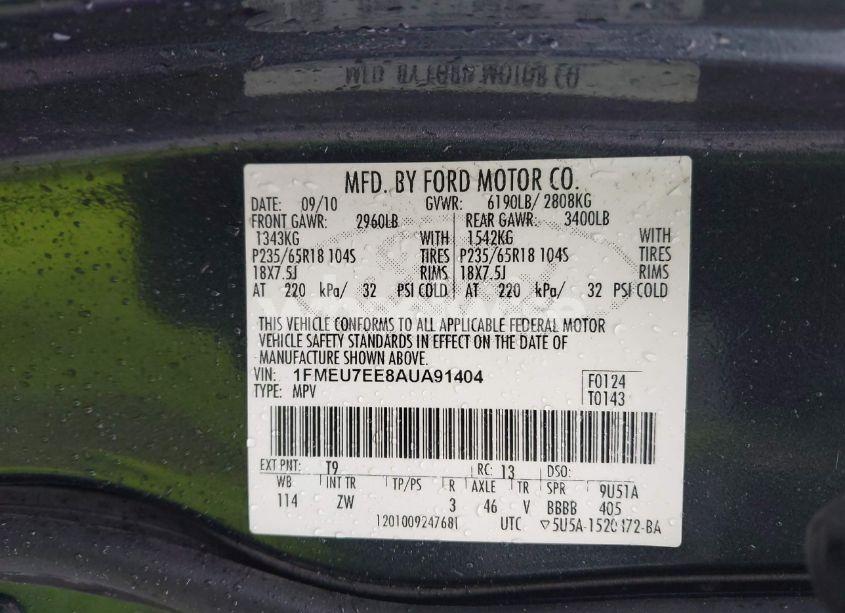 MFD. BY FORD MOTOR CO.
DATE: 09/10 GVWR: 6190LB/ 2808KG
FRONT GAWR: 2960LB REAR GAWR: 3400LB
1343KG WITH 1542KG WITH
P235/65R18 104S TIRES P235/65R18 104S TIRES
18X7.5J RIMS 18X7.5J RIMS
AT 220 kPa/ 32 PSI COLD AT 220 kPa/ 32 PSI COLD
THIS VEHICLE CONFORMS TO ALL APPLICABLE FEDERAL MOTOR
VEHICLE SAFETY STANDARDS IN EFFECT ON THE DATE OF
MANUFACTURE SHOWN ABOVE.
VIN: 1FMEU7EE8AUA91404 F0124
TYPE: MPV T0143
EXT PNT: T9 RC: 13 DSO:
WB INT TR TP/PS R AXLE TR SPR 9U51A
114 ZW 3 46 V BBBB 405
1201009247681 UTC ▽5U5A-1520472-BA